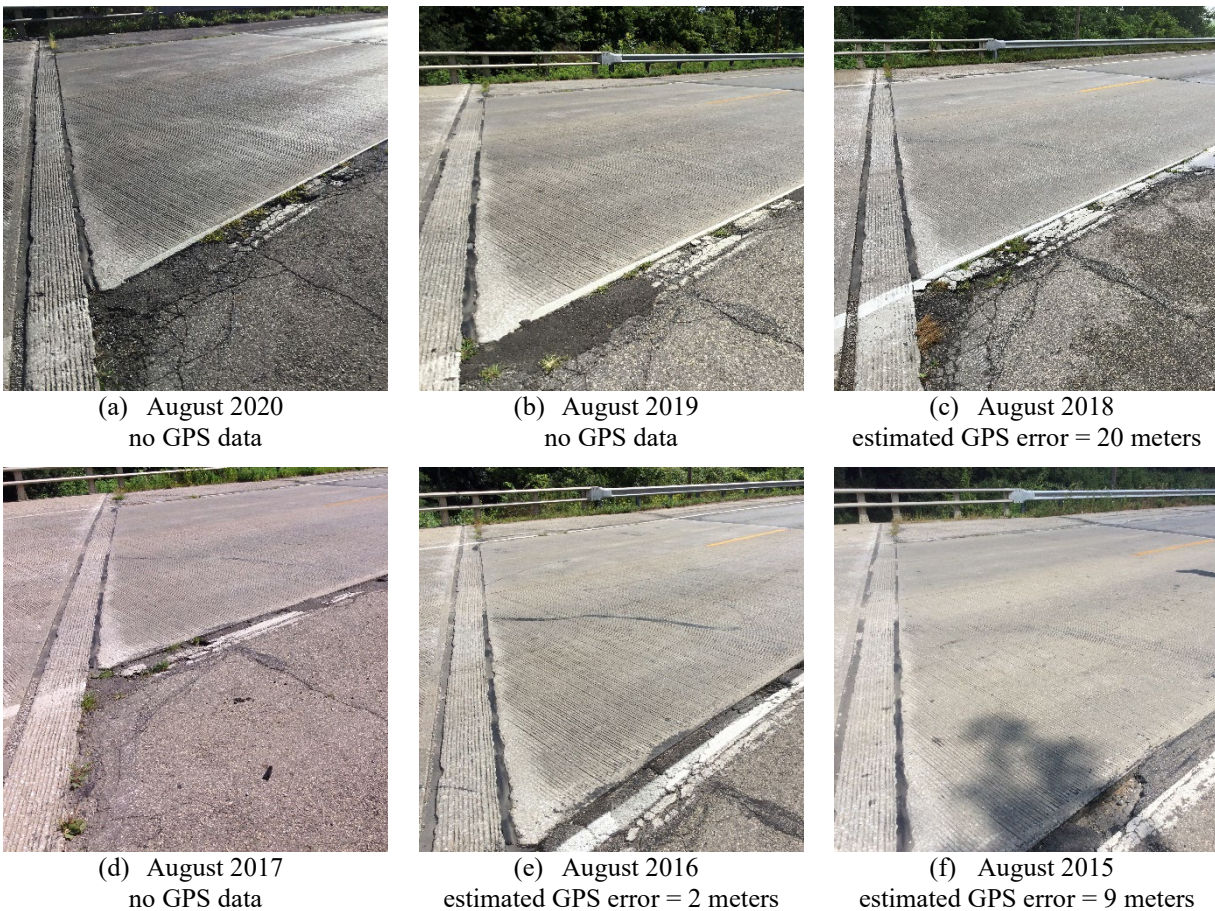 (a) August 2020
no GPS data
(b) August 2019
no GPS data
(c) August 2018
estimated GPS error = 20 meters
(d) August 2017
no GPS data
(e) August 2016
estimated GPS error = 2 meters
(f) August 2015
estimated GPS error = 9 meters